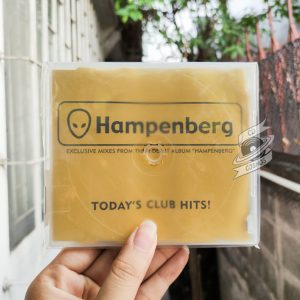 Hampenberg
EXCLUSIVE MIXES FROM THE DEBUT ALBUM "HAMPENBERG"
TODAY'S CLUB HITS!